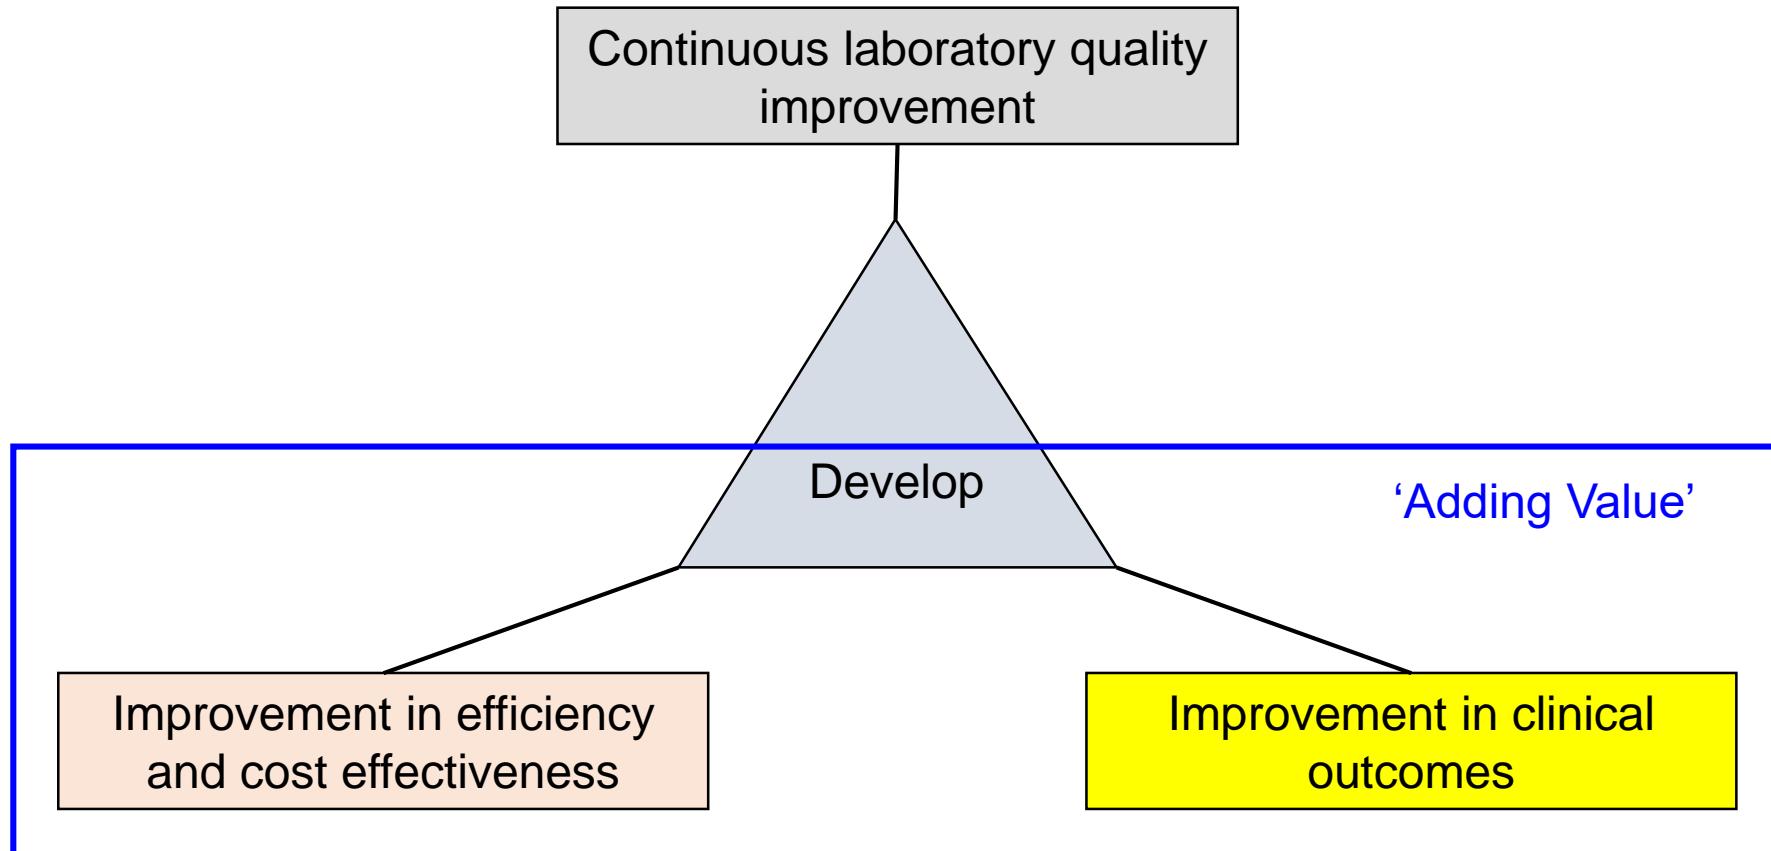 Continuous laboratory quality
improvement
Develop
‘Adding Value’
Improvement in efficiency
and cost effectiveness
Improvement in clinical
outcomes